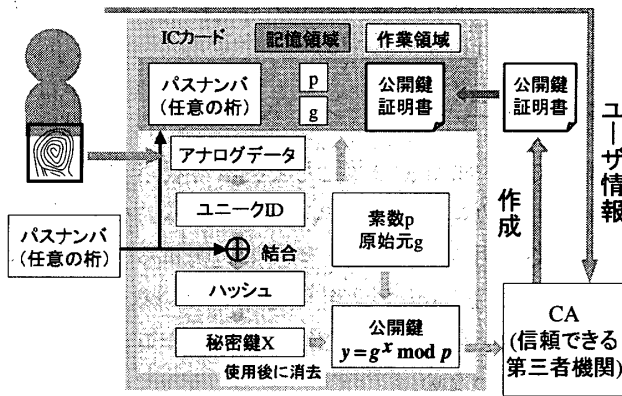 ICカード
記憶領域
作業領域
パスナンバ
(任意の桁)
p
g
公開鍵
証明書
公開鍵
証明書
アナログデータ
ユニークID
パスナンバ
(任意の桁)
結合
素数p
原始元g
ハッシュ
秘密鍵X
使用後に消去
公開鍵
y=g^x mod p
作成
ユーザ情報
CA
(信頼できる
第三者機関)